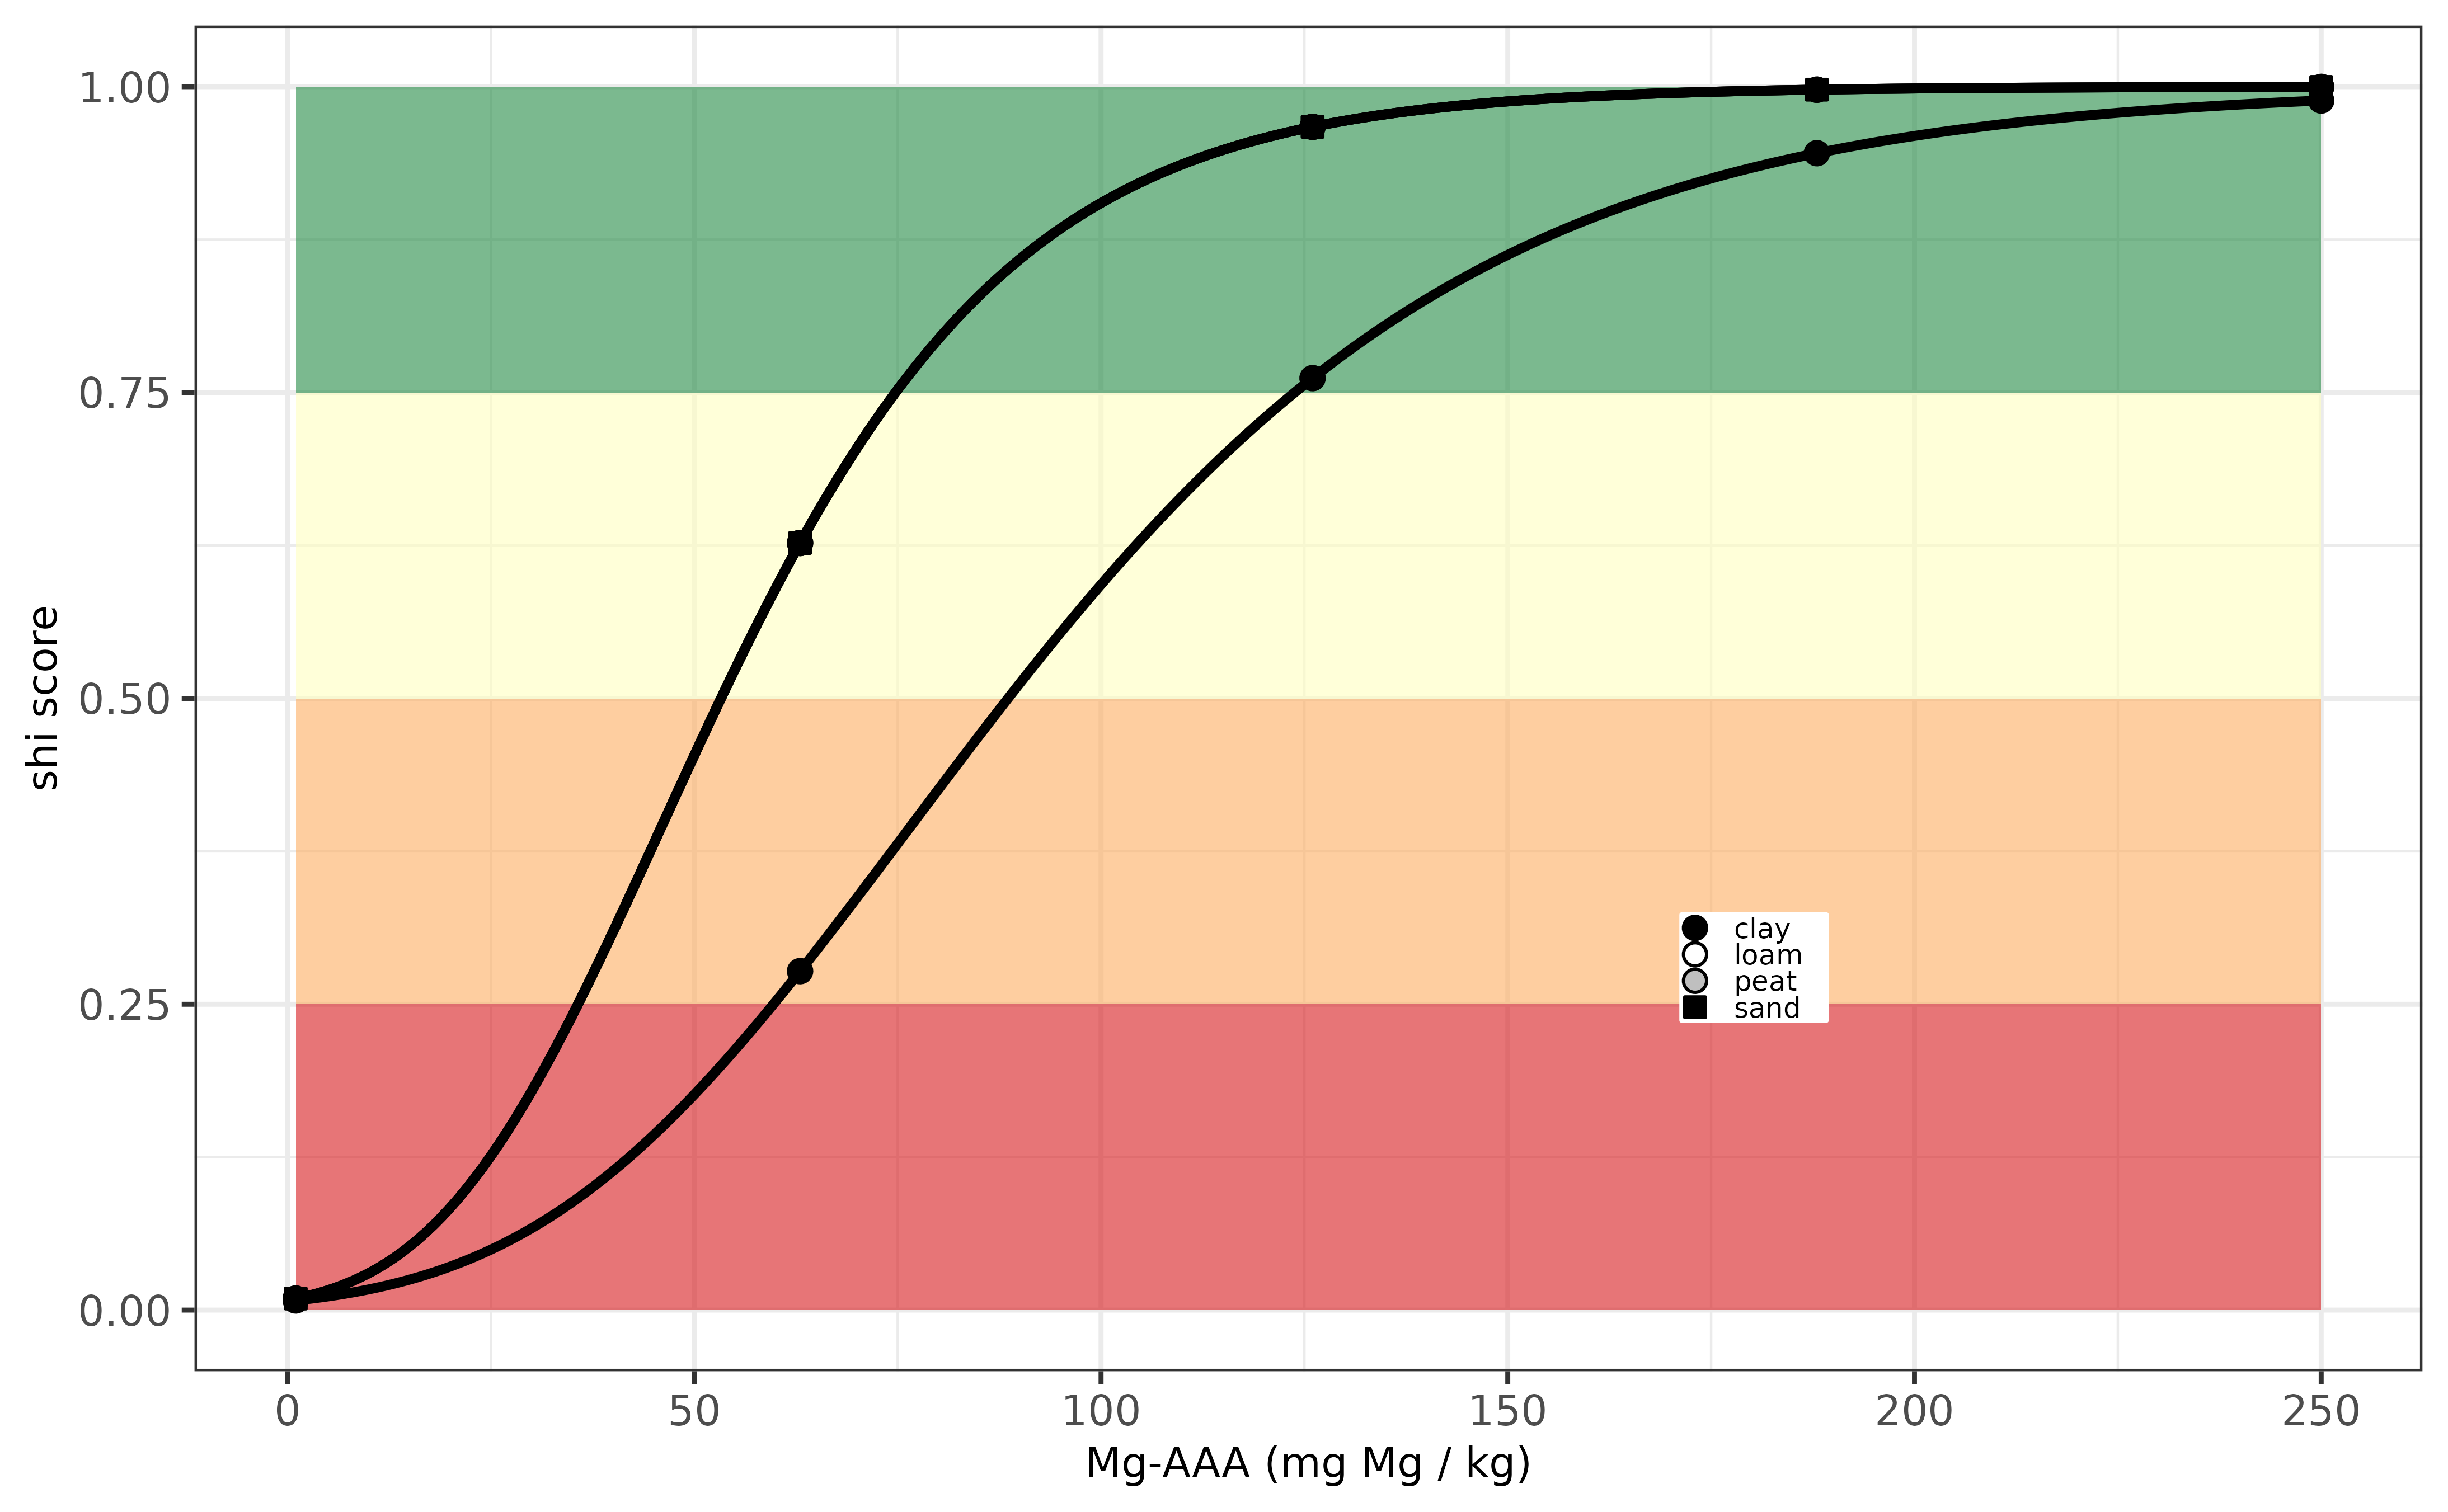 1.00
0.75
0.50
0.25
0.00
shi score
clay
loam
peat
sand
0 50 100 150 200 250
Mg-AAA (mg Mg / kg)